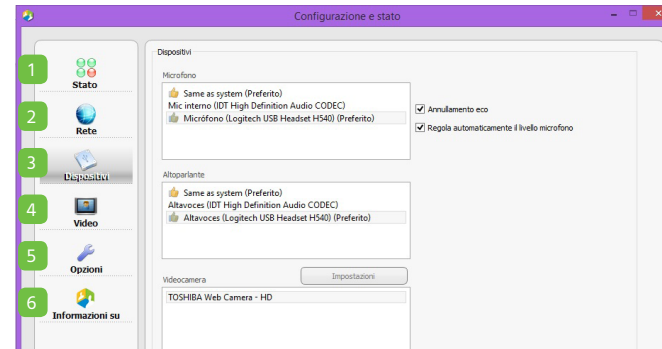 Configurazione e stato
1
Stato
2
Rete
3
Dispositivi
4
Video
5
Opzioni
6
Informazioni su
Dispositivi
Microfono
Same as system (Preferito)
Mic interno (IDT High Definition Audio CODEC)
Micrófono (Logitech USB Headset H540) (Preferito)
Annullamento eco
Regola automaticamente il livello microfono
Altoparlante
Same as system (Preferito)
Altavoces (IDT High Definition Audio CODEC)
Altavoces (Logitech USB Headset H540) (Preferito)
Videocamera
Impostazioni
TOSHIBA Web Camera - HD